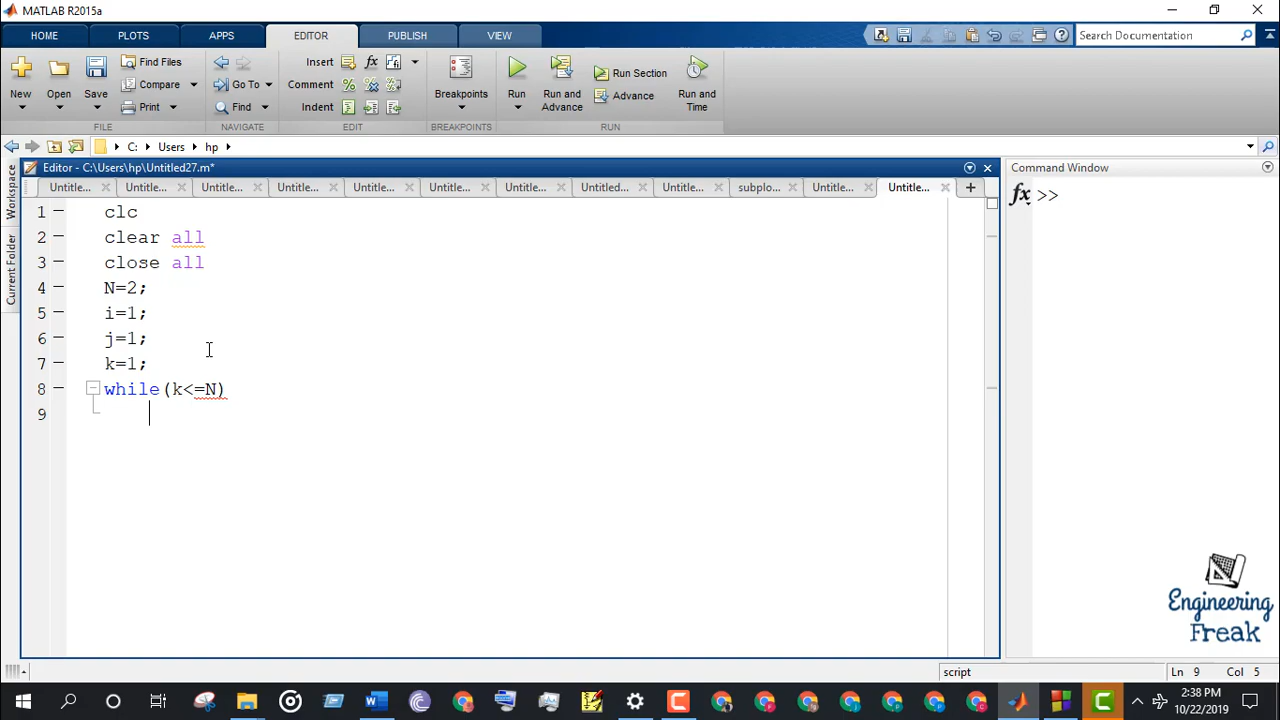 MATLAB R2015a
HOME PLOTS APPS EDITOR PUBLISH VIEW Search Documentation
New Open Save Find Files Compare Print Go To Find Insert fx Comment Indent Breakpoints Run Run and Advance Run Section Advance Run and Time
FILE NAVIGATE EDIT BREAKPOINTS RUN
C: Users hp
Editor - C:\Users\hp\Untitled27.m* Command Window
Untitle... Untitle... Untitle... Untitle... Untitle... Untitle... Untitle... Untitled... Untitle... subplo... Untitle... Untitle...
fx >>
Workspace
Current Folder
1 clc
2 clear all
3 close all
4 N=2;
5 i=1;
6 j=1;
7 k=1;
8 while(k<=N)
9
Engineering
Freak
script Ln 9 Col 5
2:38 PM
10/22/2019